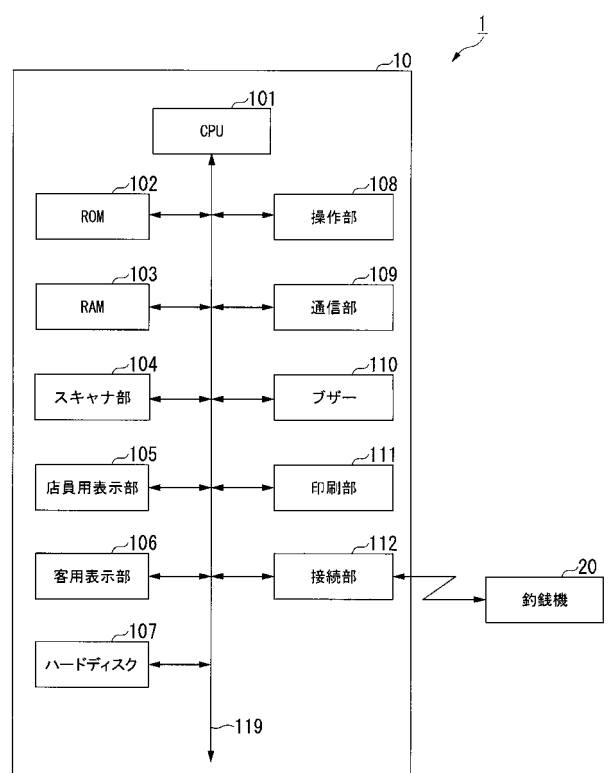 1
10
101
CPU
102
ROM
108
操作部
103
RAM
109
通信部
104
スキャナ部
110
ブザー
105
店員用表示部
111
印刷部
106
客用表示部
112
接続部
20
釣銭機
107
ハードディスク
119